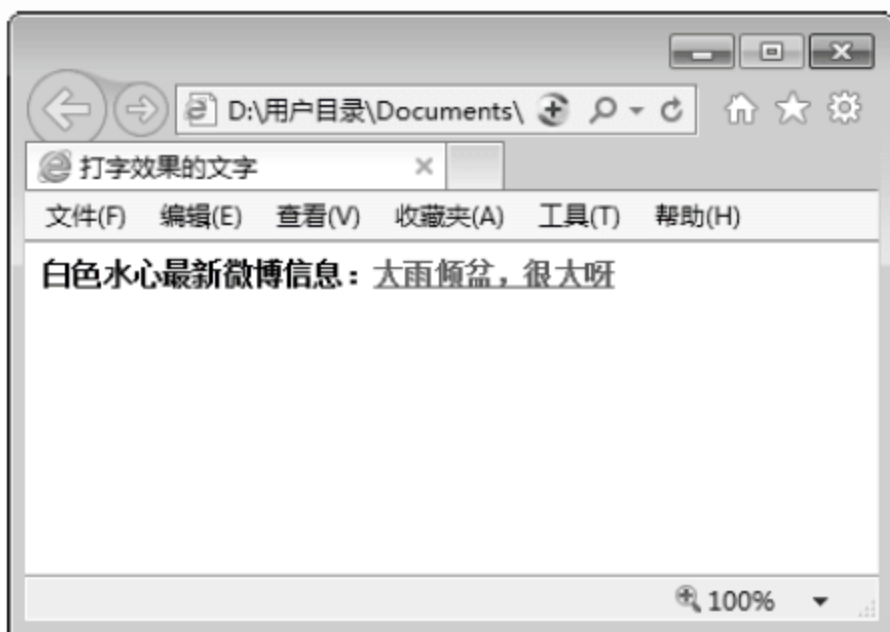 D:\用户目录\Documents\
打字效果的文字
文件(F) 编辑(E) 查看(V) 收藏夹(A) 工具(T) 帮助(H)
白色水心最新微博信息：大雨倾盆，很大呀
100%